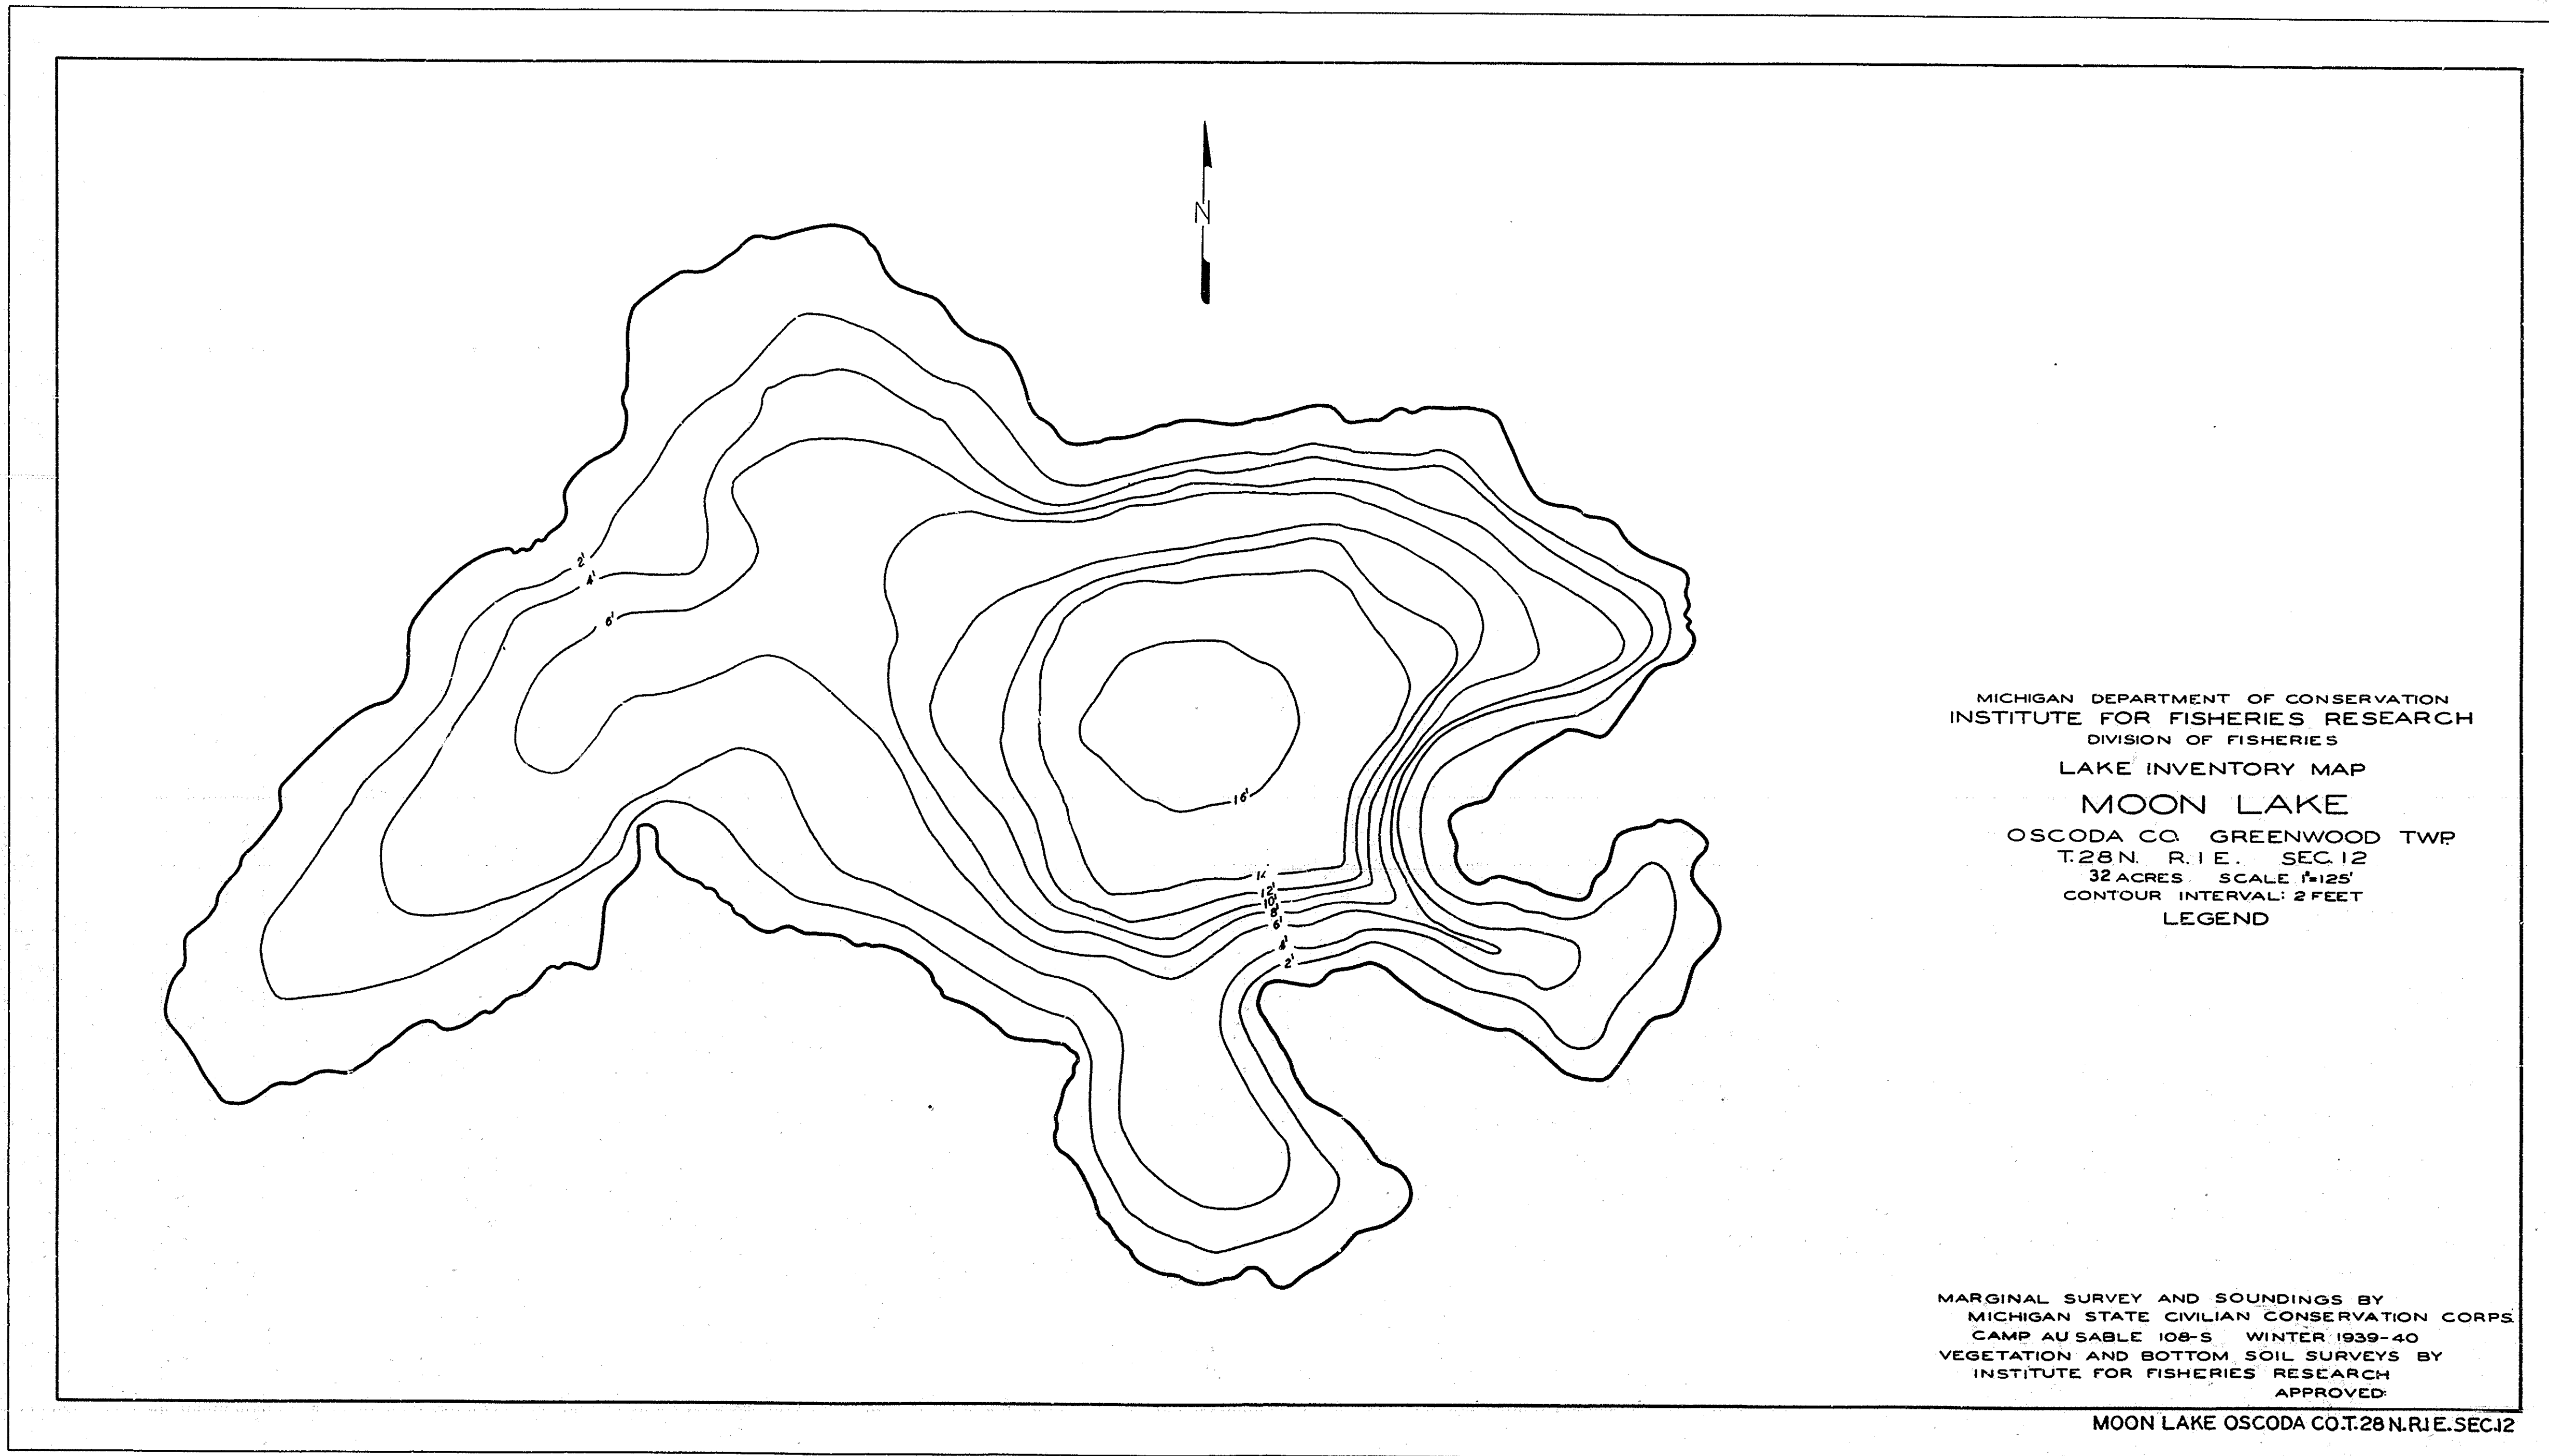 N
2'
4'
6'
16'
12'
10'
8'
6'
4'
2'
MICHIGAN DEPARTMENT OF CONSERVATION
INSTITUTE FOR FISHERIES RESEARCH
DIVISION OF FISHERIES
LAKE INVENTORY MAP
MOON LAKE
OSCODA CO. GREENWOOD TWP.
T.28N. R.1E. SEC.12
32 ACRES SCALE 1"=125'
CONTOUR INTERVAL: 2 FEET
LEGEND
MARGINAL SURVEY AND SOUNDINGS BY
MICHIGAN STATE CIVILIAN CONSERVATION CORPS.
CAMP AU SABLE 108-S WINTER 1939-40
VEGETATION AND BOTTOM SOIL SURVEYS BY
INSTITUTE FOR FISHERIES RESEARCH
APPROVED:
MOON LAKE OSCODA CO.T.28N.R.1E.SEC.12